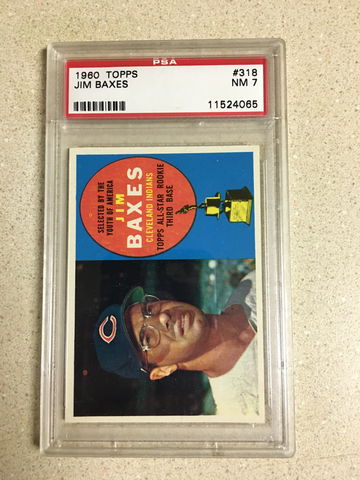 PSA
1960 TOPPS #318
JIM BAXES NM 7
11524065
SELECTED BY THE
YOUTH OF AMERICA
JIM
BAXES
CLEVELAND INDIANS
TOPPS ALL-STAR ROOKIE
THIRD BASE
C